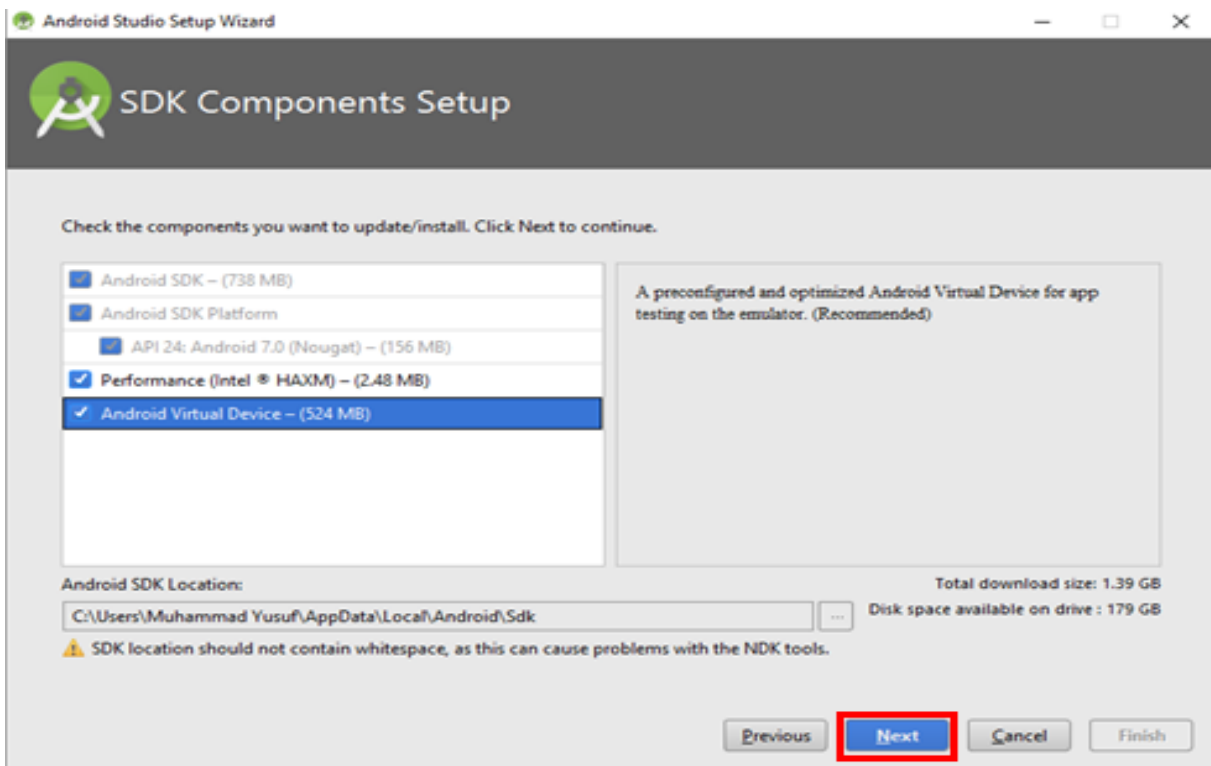 Android Studio Setup Wizard
SDK Components Setup
Check the components you want to update/install. Click Next to continue.
Android SDK – (738 MB)
Android SDK Platform
API 24: Android 7.0 (Nougat) – (156 MB)
Performance (Intel ® HAXM) – (2.48 MB)
Android Virtual Device – (524 MB)
A preconfigured and optimized Android Virtual Device for app
testing on the emulator. (Recommended)
Android SDK Location:
Total download size: 1.39 GB
C:\Users\Muhammad Yusuf\AppData\Local\Android\Sdk
...
Disk space available on drive : 179 GB
SDK location should not contain whitespace, as this can cause problems with the NDK tools.
Previous
Next
Cancel
Finish